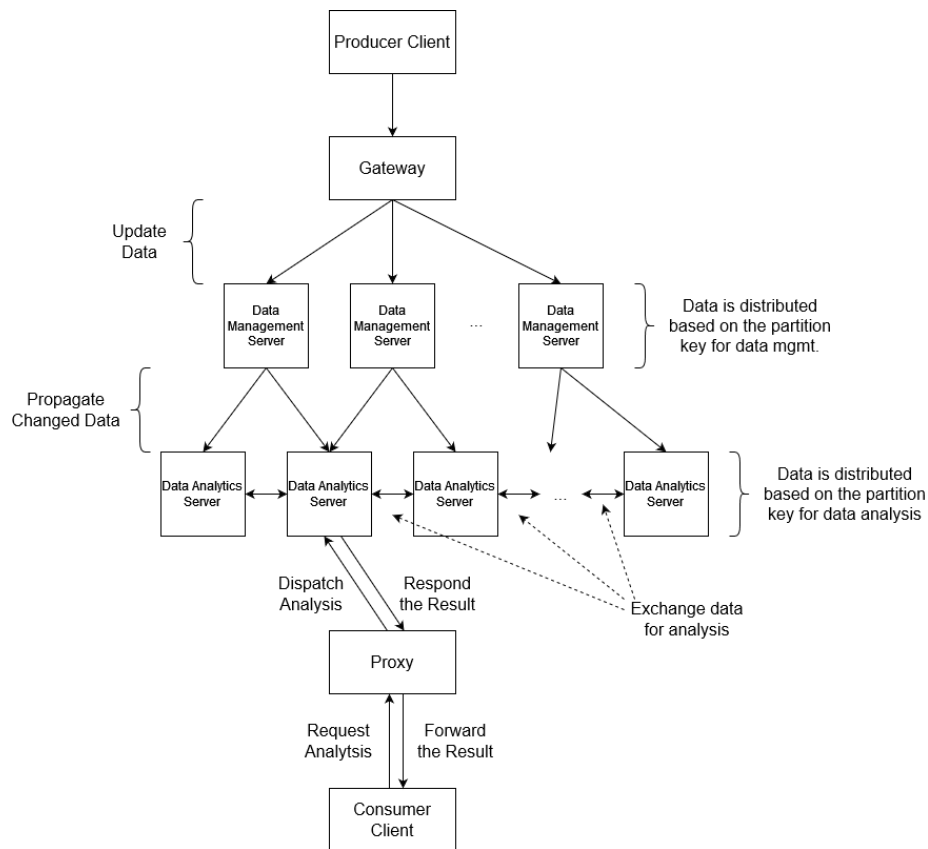 Producer Client
Gateway
Update
Data
Data
Management
Server
Data
Management
Server
...
Data
Management
Server
Data is distributed
based on the partition
key for data mgmt.
Propagate
Changed Data
Data Analytics
Server
Data Analytics
Server
Data Analytics
Server
...
Data Analytics
Server
Data is distributed
based on the partition
key for data analysis
Dispatch
Analysis
Respond
the Result
Exchange data
for analysis
Proxy
Request
Analytsis
Forward
the Result
Consumer
Client